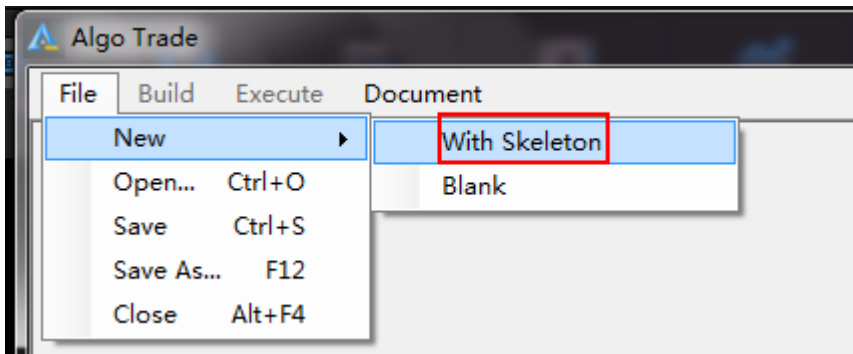 Algo Trade
File Build Execute Document
New
With Skeleton
Open... Ctrl+O
Blank
Save Ctrl+S
Save As... F12
Close Alt+F4